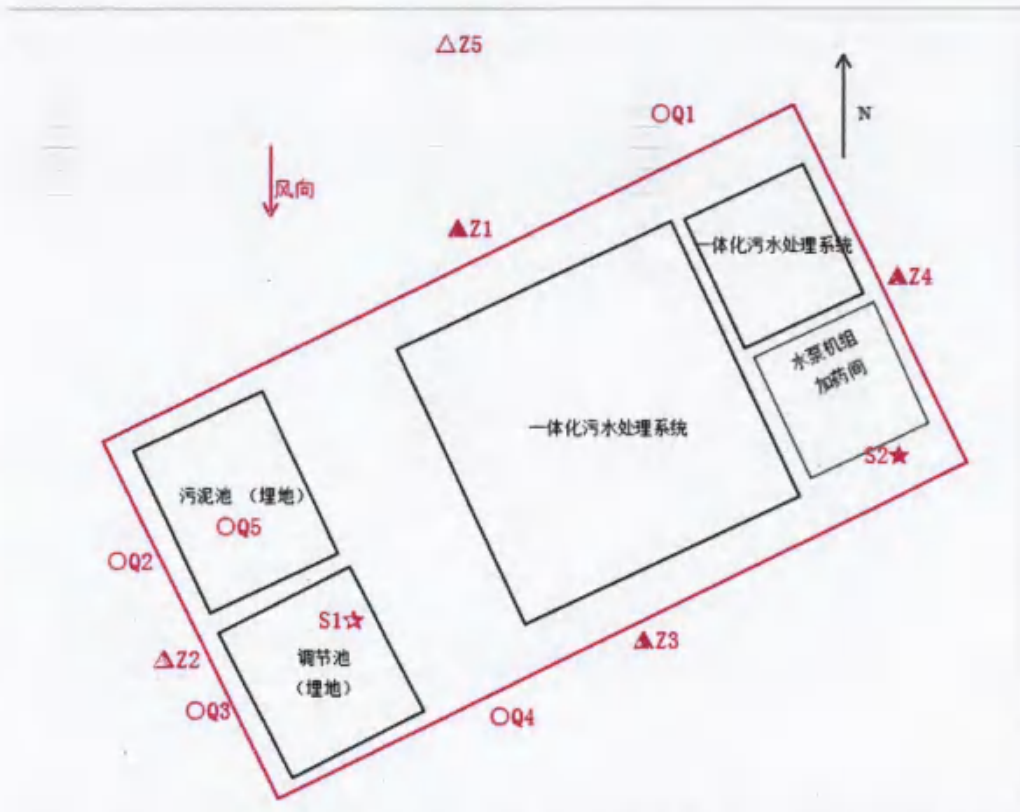 △Z5
○Q1
N
风向
▲Z1
一体化污水处理系统
▲Z4
水泵机组
加药间
一体化污水处理系统
S2★
污泥池 (埋地)
○Q5
○Q2
S1☆
▲Z3
▲Z2
调节池
(埋地)
○Q3
○Q4